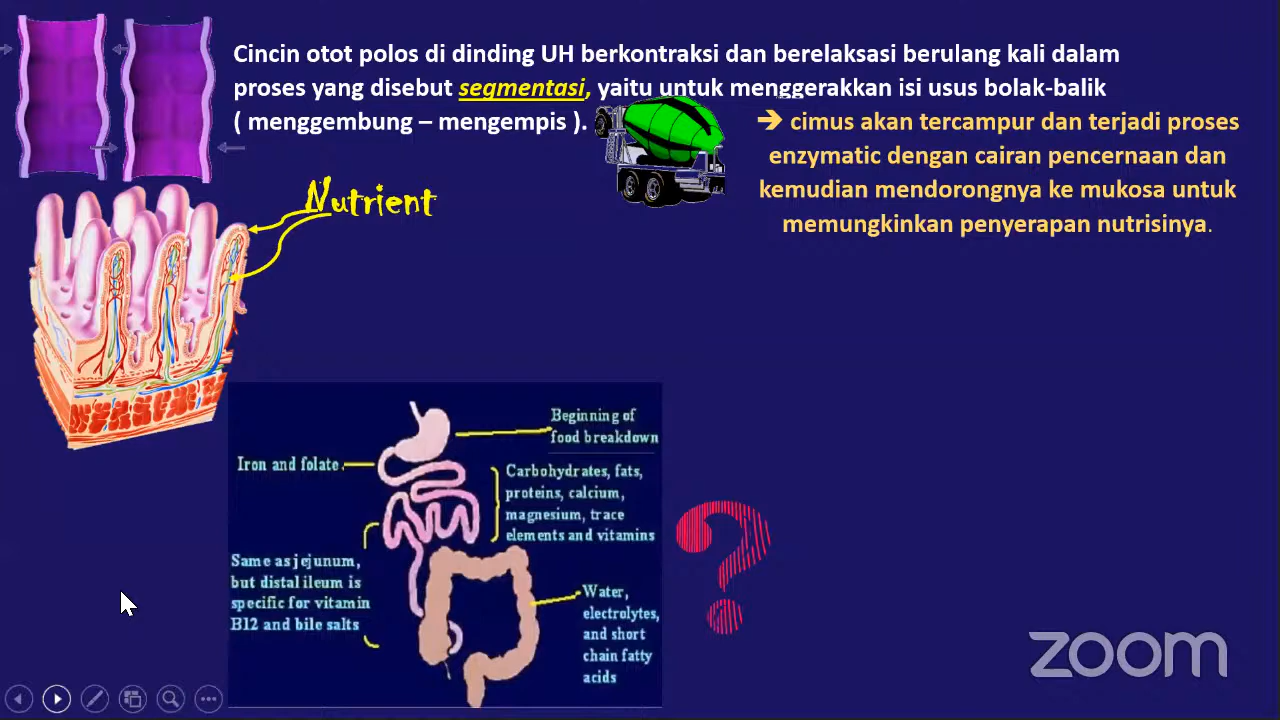 Cincin otot polos di dinding UH berkontraksi dan berelaksasi berulang kali dalam
proses yang disebut segmentasi, yaitu untuk menggerakkan isi usus bolak-balik
( menggembung – mengempis ).
➔ cimus akan tercampur dan terjadi proses
enzymatic dengan cairan pencernaan dan
kemudian mendorongnya ke mukosa untuk
memungkinkan penyerapan nutrisinya.
Nutrient
Beginning of
food breakdown
Iron and folate
Carbohydrates, fats,
proteins, calcium,
magnesium, trace
elements and vitamins
Same as jejunum,
but distal ileum is
specific for vitamin
B12 and bile salts
Water,
electrolytes,
and short
chain fatty
acids
?
zoom